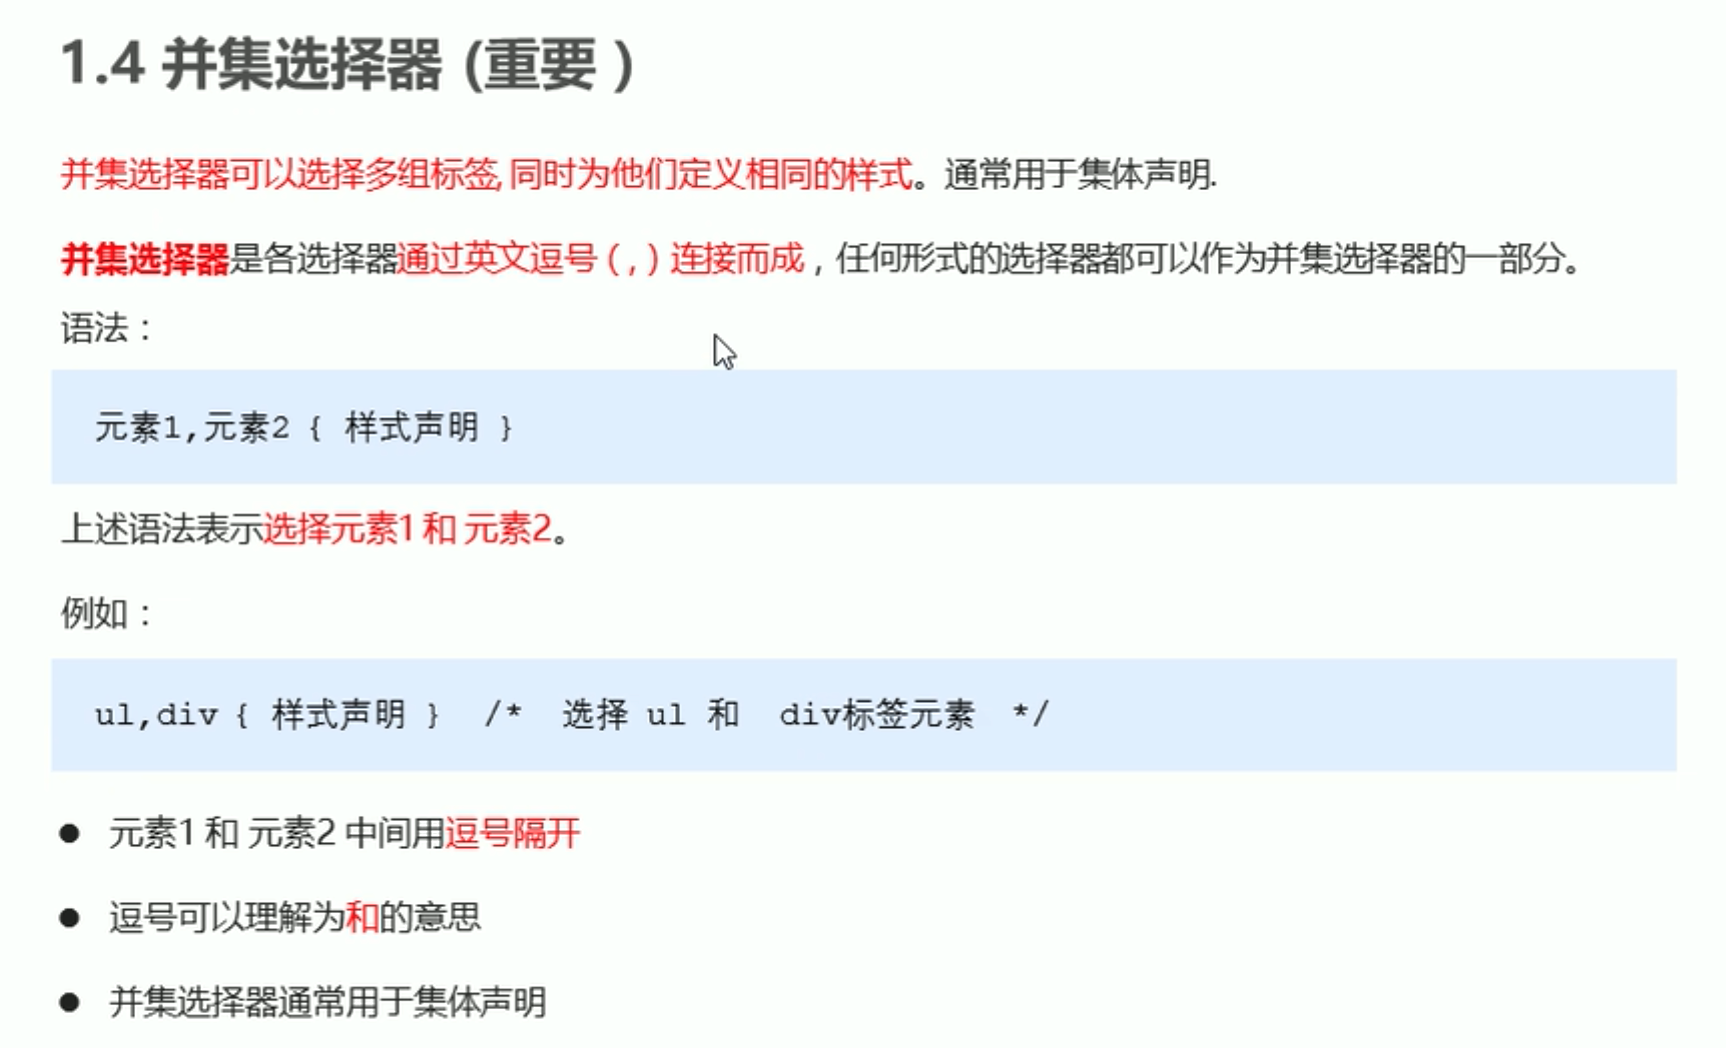 1.4 并集选择器 (重要 )
并集选择器可以选择多组标签, 同时为他们定义相同的样式。通常用于集体声明.
并集选择器是各选择器通过英文逗号（,）连接而成，任何形式的选择器都可以作为并集选择器的一部分。
语法：
元素1,元素2 { 样式声明 }
上述语法表示选择元素1 和 元素2。
例如：
ul,div { 样式声明 }  /*  选择 ul 和  div标签元素  */
● 元素1 和 元素2 中间用逗号隔开
● 逗号可以理解为和的意思
● 并集选择器通常用于集体声明